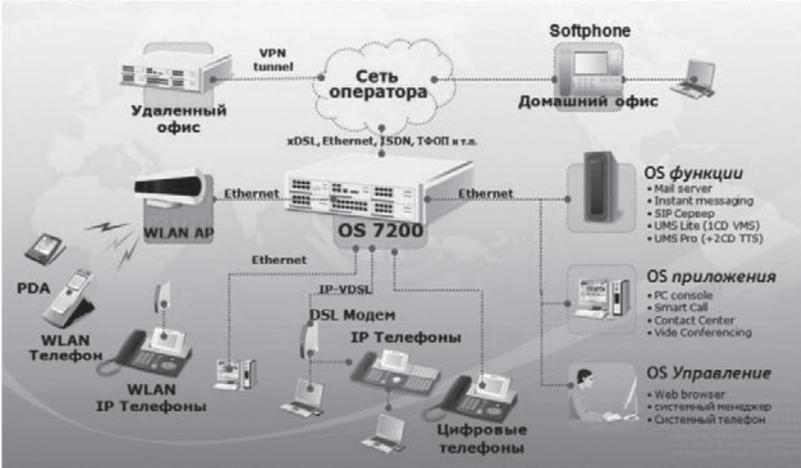 VPN
tunnel
Softphone
Сеть
оператора
Удаленный
офис
Домашний офис
xDSL, Ethernet, ISDN, ТФОП и т.п.
Ethernet
Ethernet
WLAN AP
OS 7200
OS функции
• Mail server
• Instant messaging
• SIP Сервер
• UMS Lite (1CD VMS)
• UMS Pro (+2CD TTS)
Ethernet
PDA
IP-VDSL
OS приложения
• PC console
• Smart Call
• Contact Center
• Vide Conferencing
DSL Модем
IP Телефоны
WLAN
Телефон
WLAN
IP Телефоны
OS Управление
• Web browser
• системный менеджер
• Системный телефон
Цифровые
телефоны